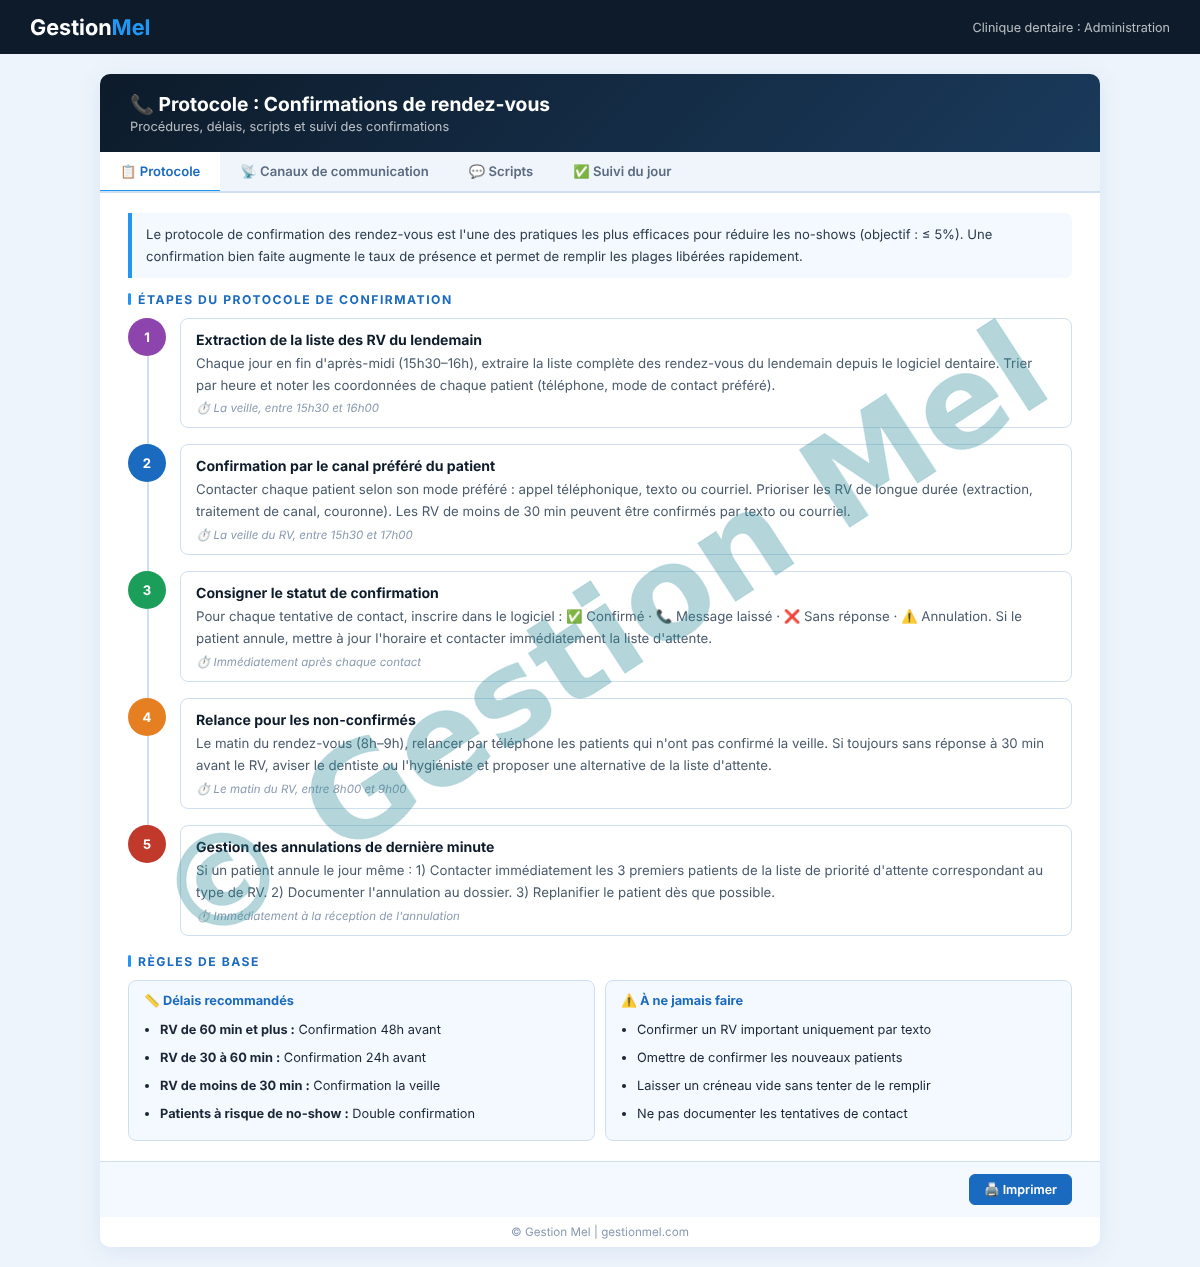 GestionMel
Clinique dentaire : Administration
📞 Protocole : Confirmations de rendez-vous
Procédures, délais, scripts et suivi des confirmations
📋 Protocole
📡 Canaux de communication
💬 Scripts
✅ Suivi du jour
Le protocole de confirmation des rendez-vous est l'une des pratiques les plus efficaces pour réduire les no-shows (objectif : ≤ 5%). Une
confirmation bien faite augmente le taux de présence et permet de remplir les plages libérées rapidement.
ÉTAPES DU PROTOCOLE DE CONFIRMATION
1
Extraction de la liste des RV du lendemain
Chaque jour en fin d'après-midi (15h30–16h), extraire la liste complète des rendez-vous du lendemain depuis le logiciel dentaire. Trier
par heure et noter les coordonnées de chaque patient (téléphone, mode de contact préféré).
⏱ La veille, entre 15h30 et 16h00
2
Confirmation par le canal préféré du patient
Contacter chaque patient selon son mode préféré : appel téléphonique, texto ou courriel. Prioriser les RV de longue durée (extraction,
traitement de canal, couronne). Les RV de moins de 30 min peuvent être confirmés par texto ou courriel.
⏱ La veille du RV, entre 15h30 et 17h00
3
Consigner le statut de confirmation
Pour chaque tentative de contact, inscrire dans le logiciel : ✅ Confirmé · 📞 Message laissé · ❌ Sans réponse · ⚠️ Annulation. Si le
patient annule, mettre à jour l'horaire et contacter immédiatement la liste d'attente.
⏱ Immédiatement après chaque contact
4
Relance pour les non-confirmés
Le matin du rendez-vous (8h–9h), relancer par téléphone les patients qui n'ont pas confirmé la veille. Si toujours sans réponse à 30 min
avant le RV, aviser le dentiste ou l'hygiéniste et proposer une alternative de la liste d'attente.
⏱ Le matin du RV, entre 8h00 et 9h00
5
Gestion des annulations de dernière minute
Si un patient annule le jour même : 1) Contacter immédiatement les 3 premiers patients de la liste de priorité d'attente correspondant au
type de RV. 2) Documenter l'annulation au dossier. 3) Replanifier le patient dès que possible.
⏱ Immédiatement à la réception de l'annulation
© Gestion Mel
RÈGLES DE BASE
📏 Délais recommandés
• RV de 60 min et plus : Confirmation 48h avant
• RV de 30 à 60 min : Confirmation 24h avant
• RV de moins de 30 min : Confirmation la veille
• Patients à risque de no-show : Double confirmation
⚠️ À ne jamais faire
• Confirmer un RV important uniquement par texto
• Omettre de confirmer les nouveaux patients
• Laisser un créneau vide sans tenter de le remplir
• Ne pas documenter les tentatives de contact
🖨️ Imprimer
© Gestion Mel | gestionmel.com